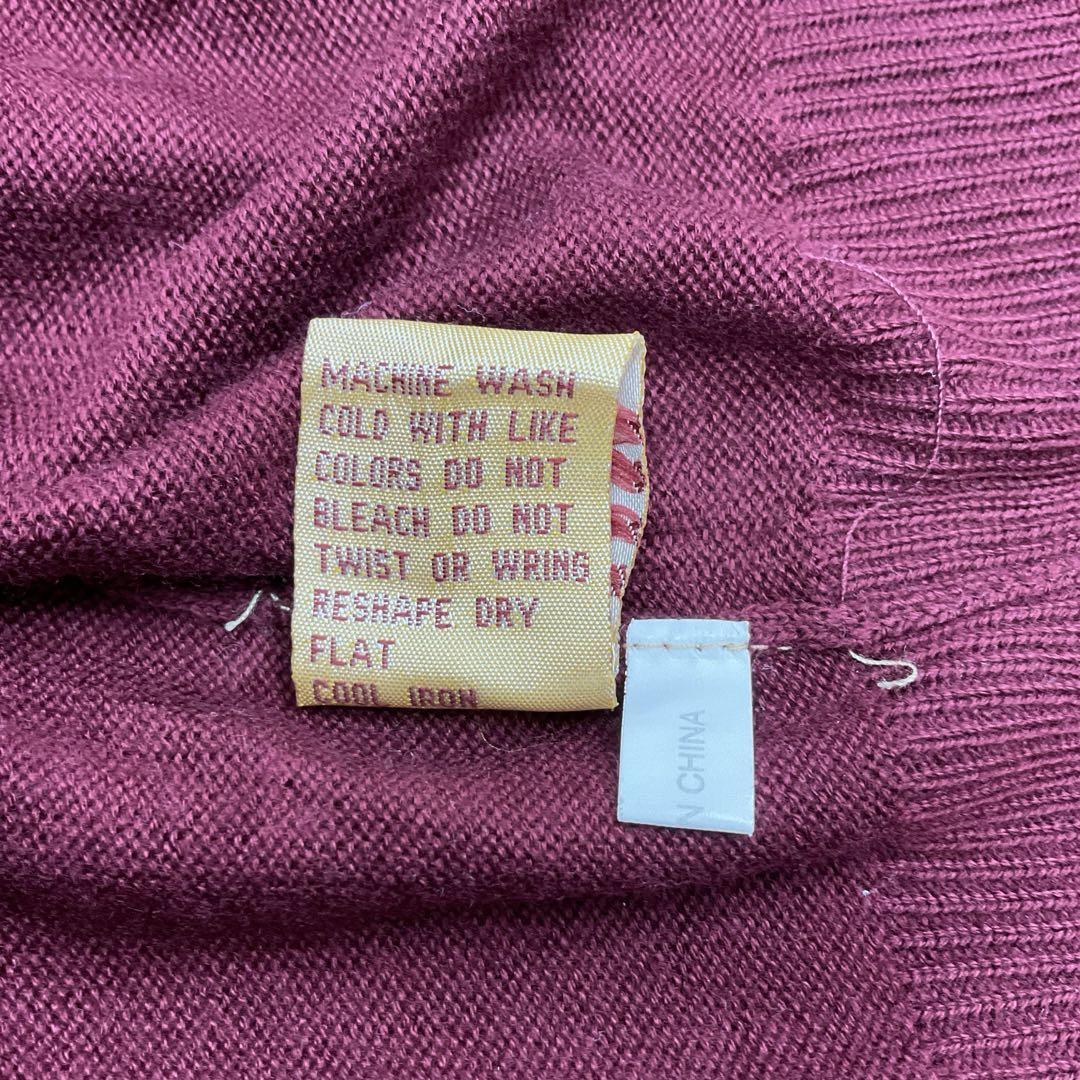 MACHINE WASH
COLD WITH LIKE
COLORS DO NOT
BLEACH DO NOT
TWIST OR WRING
RESHAPE DRY
FLAT
COOL IRON
N CHINA